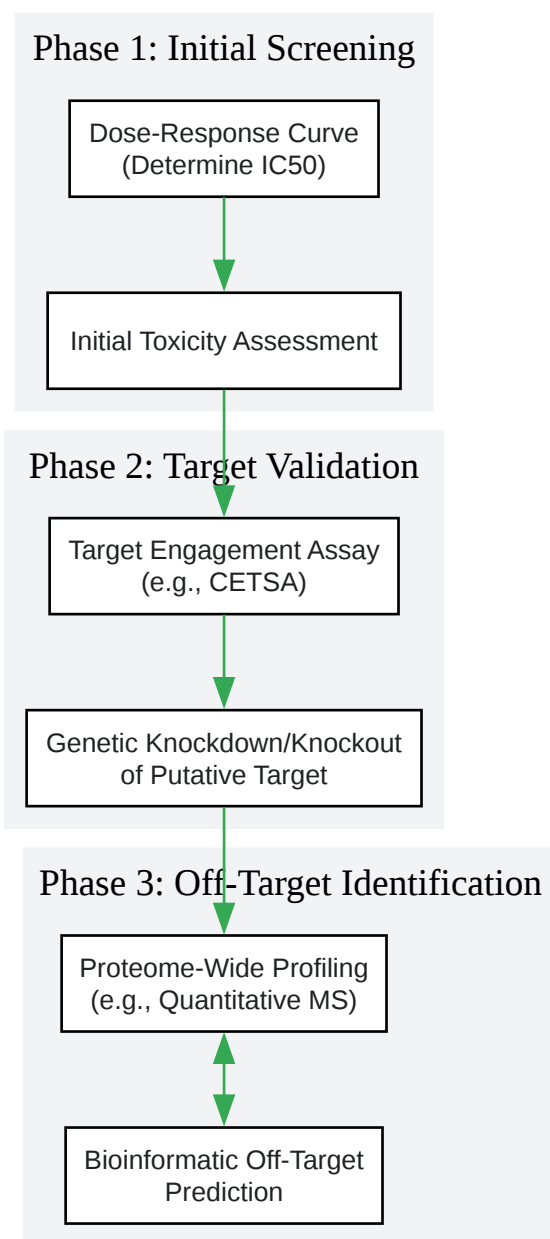 Phase 1: Initial Screening
Dose-Response Curve
(Determine IC50)
Initial Toxicity Assessment
Phase 2: Target Validation
Target Engagement Assay
(e.g., CETSA)
Genetic Knockdown/Knockout
of Putative Target
Phase 3: Off-Target Identification
Proteome-Wide Profiling
(e.g., Quantitative MS)
Bioinformatic Off-Target
Prediction